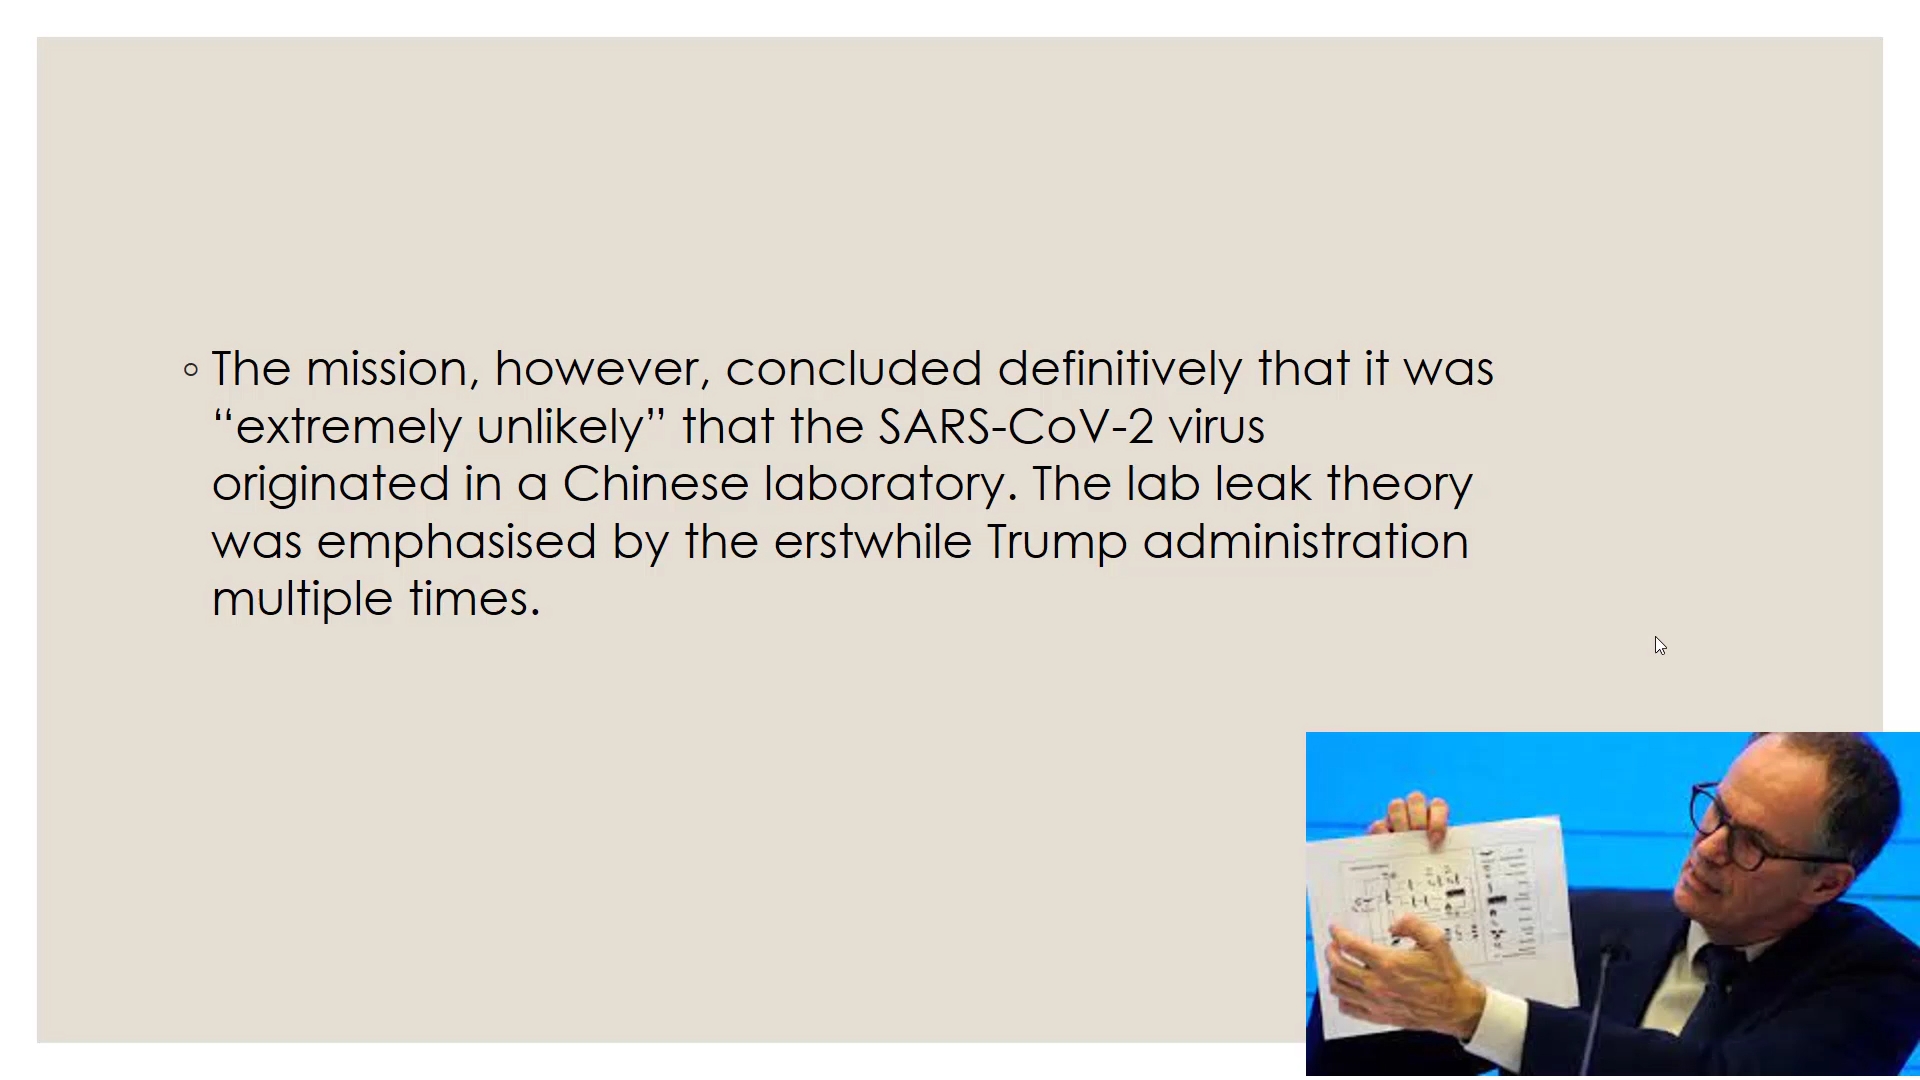 ◦ The mission, however, concluded definitively that it was
“extremely unlikely” that the SARS-CoV-2 virus
originated in a Chinese laboratory. The lab leak theory
was emphasised by the erstwhile Trump administration
multiple times.